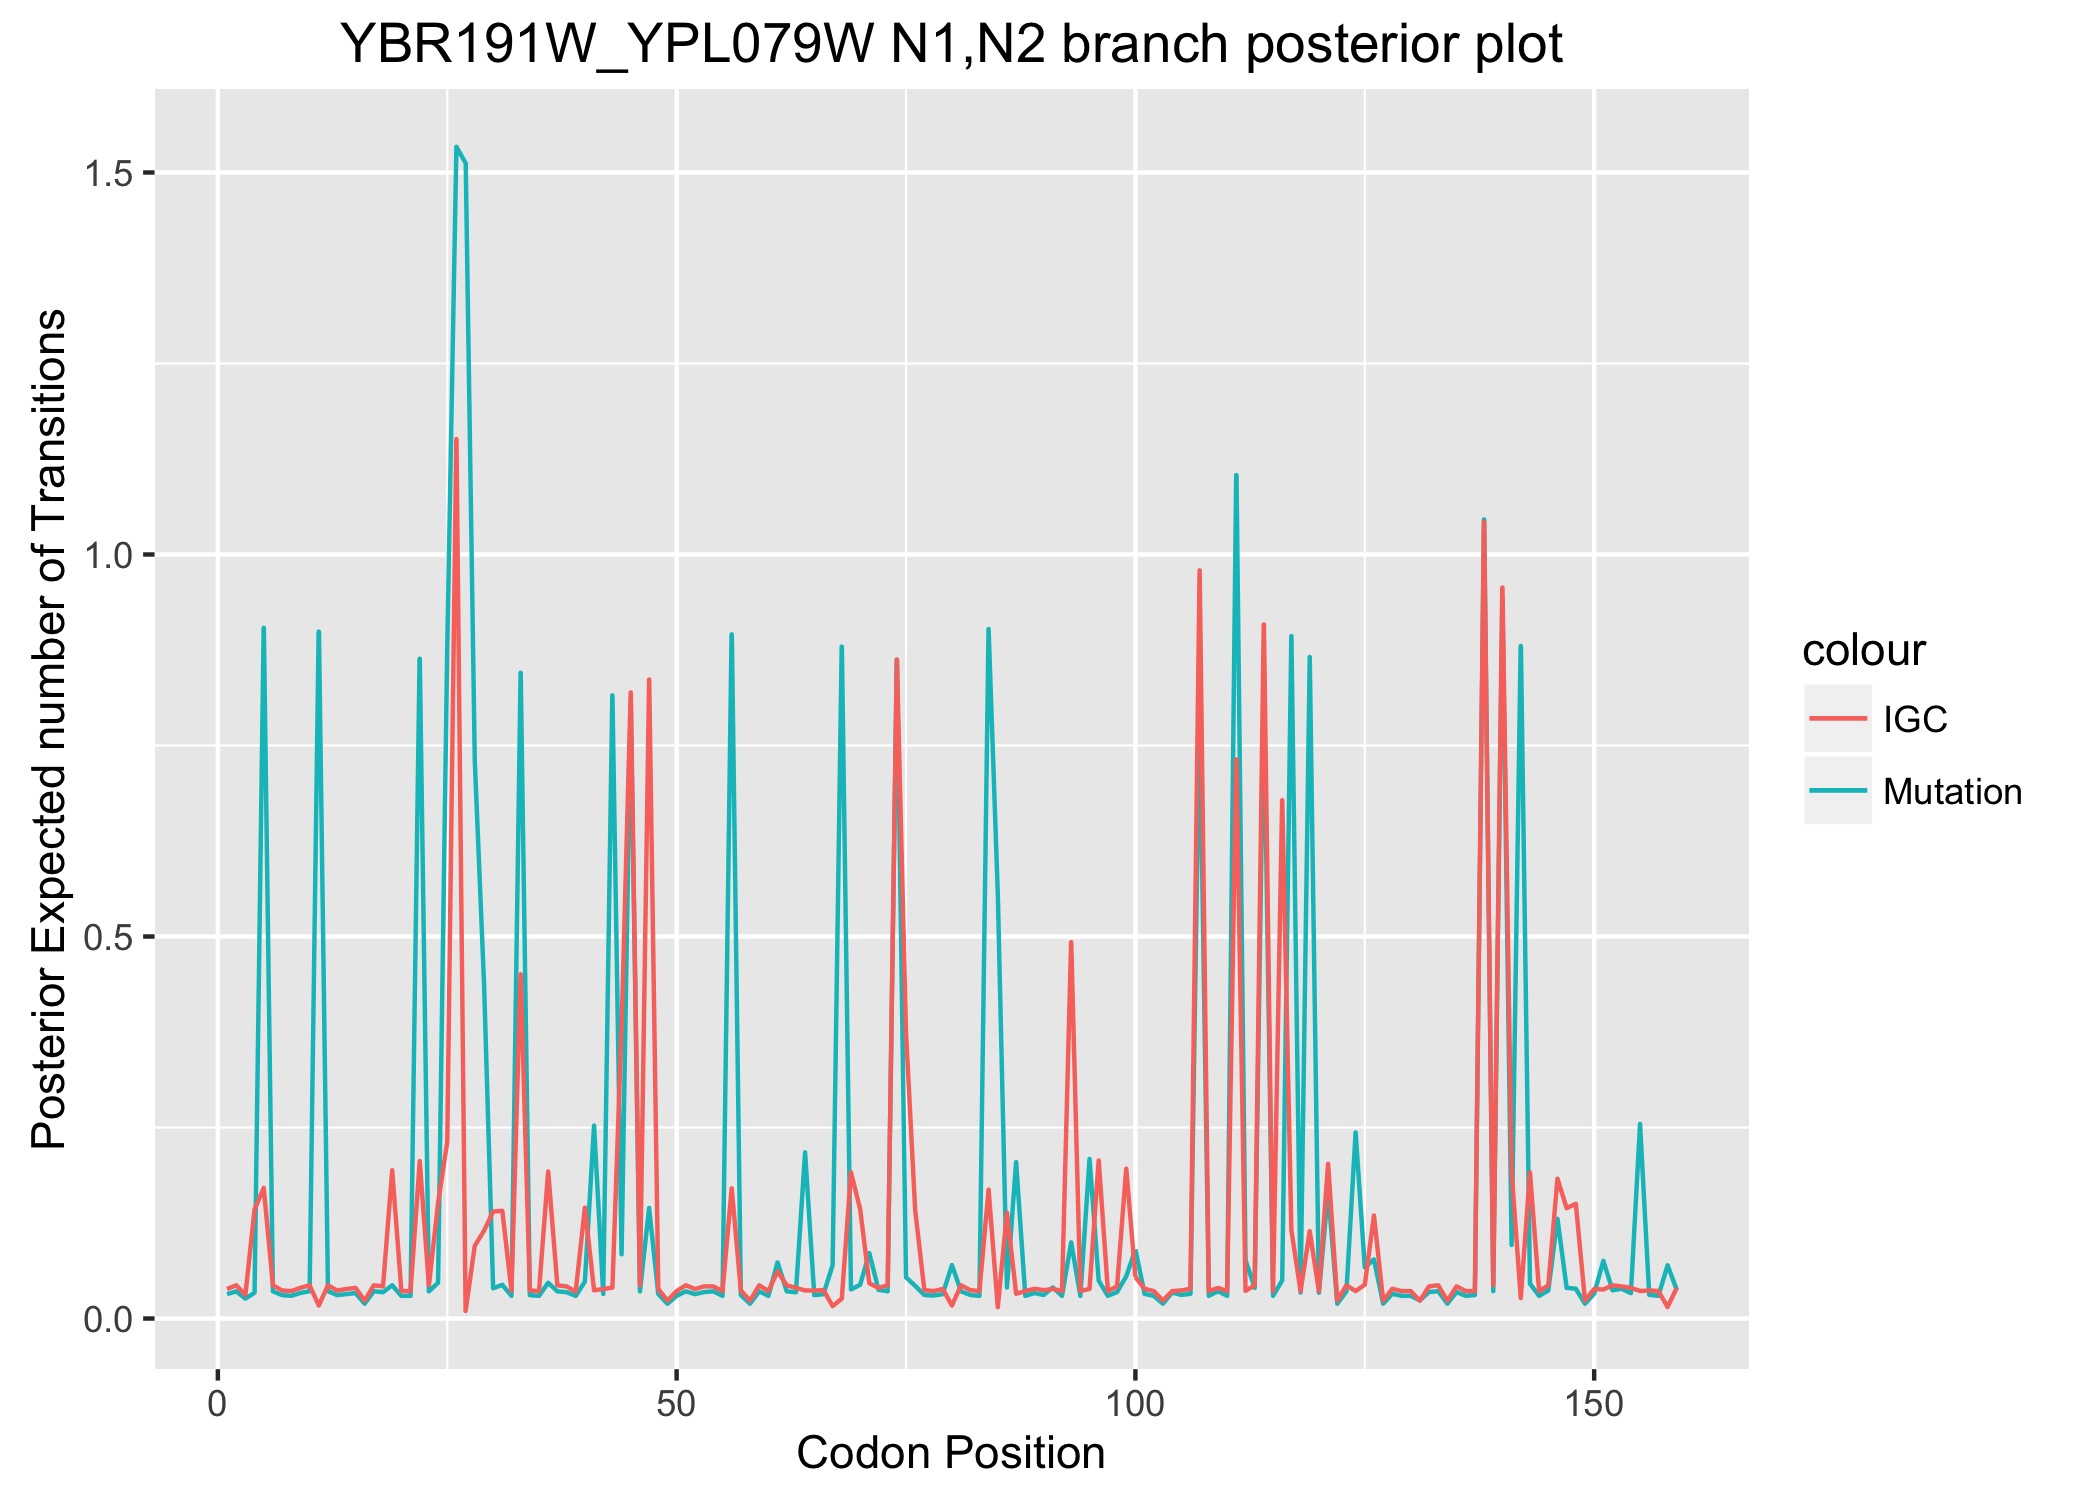 YBR191W_YPL079W N1,N2 branch posterior plot
Posterior Expected number of Transitions
1.5
1.0
0.5
0.0
0 50 100 150
Codon Position
colour
IGC
Mutation